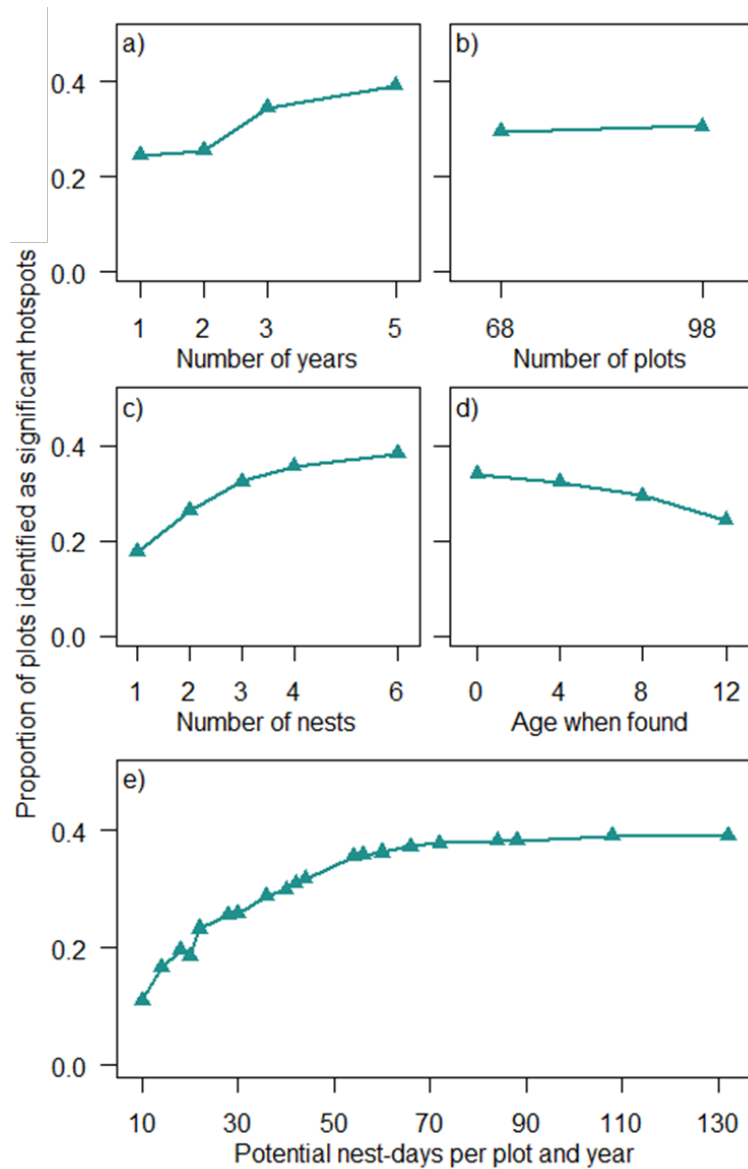 Proportion of plots identified as significant hotspots
a)
0.4
0.2
0.0
1 2 3 5
Number of years
b)
68 98
Number of plots
c)
0.4
0.2
0.0
1 2 3 4 6
Number of nests
d)
0 4 8 12
Age when found
e)
0.4
0.2
0.0
10 30 50 70 90 110 130
Potential nest-days per plot and year